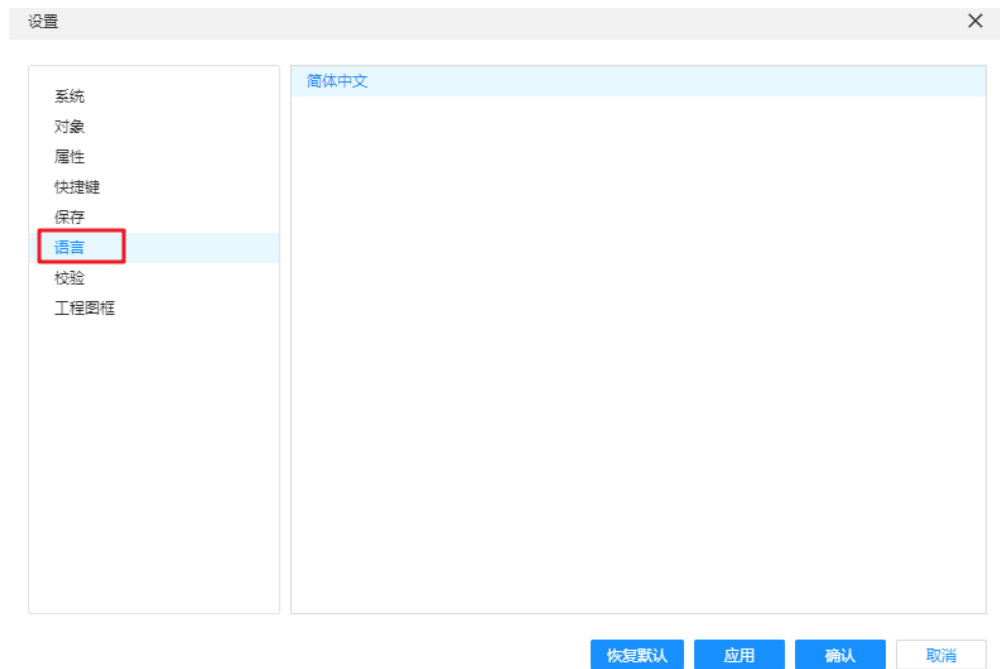 设置
系统
对象
属性
快捷键
保存
语言
校验
工程图框
简体中文
恢复默认
应用
确认
取消